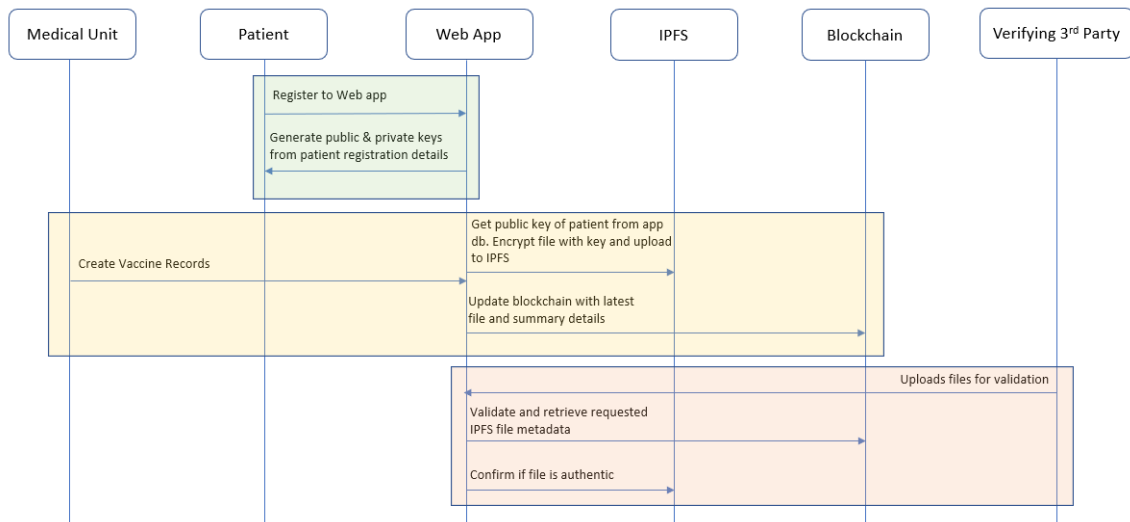 Medical Unit
Patient
Web App
IPFS
Blockchain
Verifying 3rd Party
Register to Web app
Generate public & private keys
from patient registration details
Get public key of patient from app
db. Encrypt file with key and upload
to IPFS
Create Vaccine Records
Update blockchain with latest
file and summary details
Uploads files for validation
Validate and retrieve requested
IPFS file metadata
Confirm if file is authentic